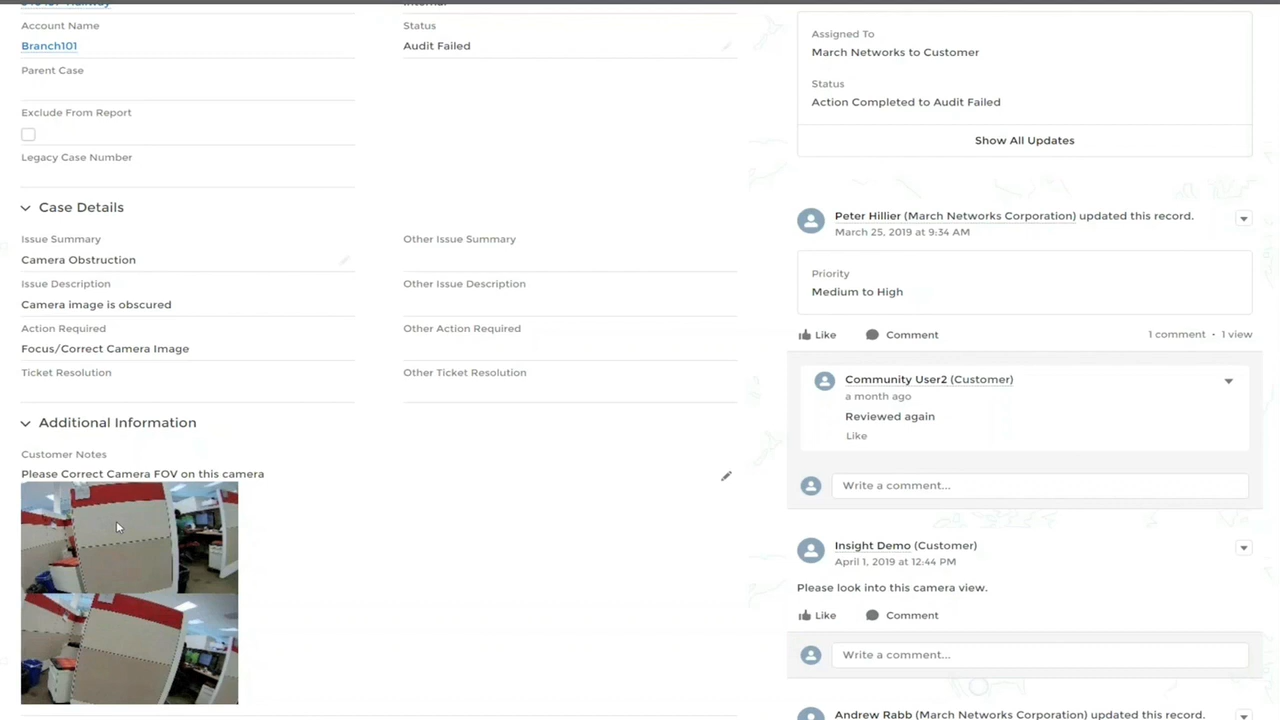 Account Name
Branch101
Parent Case
Exclude From Report
Legacy Case Number
Status
Audit Failed
Case Details
Issue Summary
Camera Obstruction
Issue Description
Camera image is obscured
Action Required
Focus/Correct Camera Image
Ticket Resolution
Other Issue Summary
Other Issue Description
Other Action Required
Other Ticket Resolution
Additional Information
Customer Notes
Please Correct Camera FOV on this camera
Assigned To
March Networks to Customer
Status
Action Completed to Audit Failed
Show All Updates
Peter Hillier (March Networks Corporation) updated this record.
March 25, 2019 at 9:34 AM
Priority
Medium to High
Like
Comment
1 comment · 1 view
Community User2 (Customer)
a month ago
Reviewed again
Like
Write a comment...
Insight Demo (Customer)
April 1, 2019 at 12:44 PM
Please look into this camera view.
Like
Comment
Write a comment...
Andrew Rabb (March Networks Corporation) updated this record.